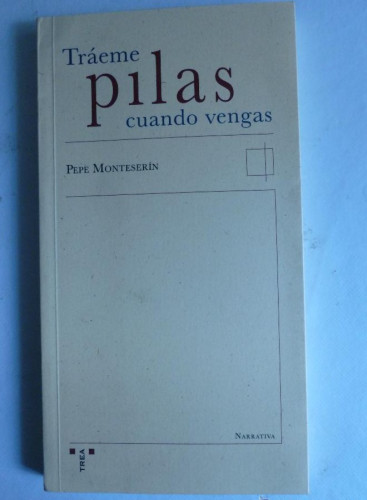 Tráeme
pilas
cuando vengas
PEPE MONTESERÍN
NARRATIVA
TREA